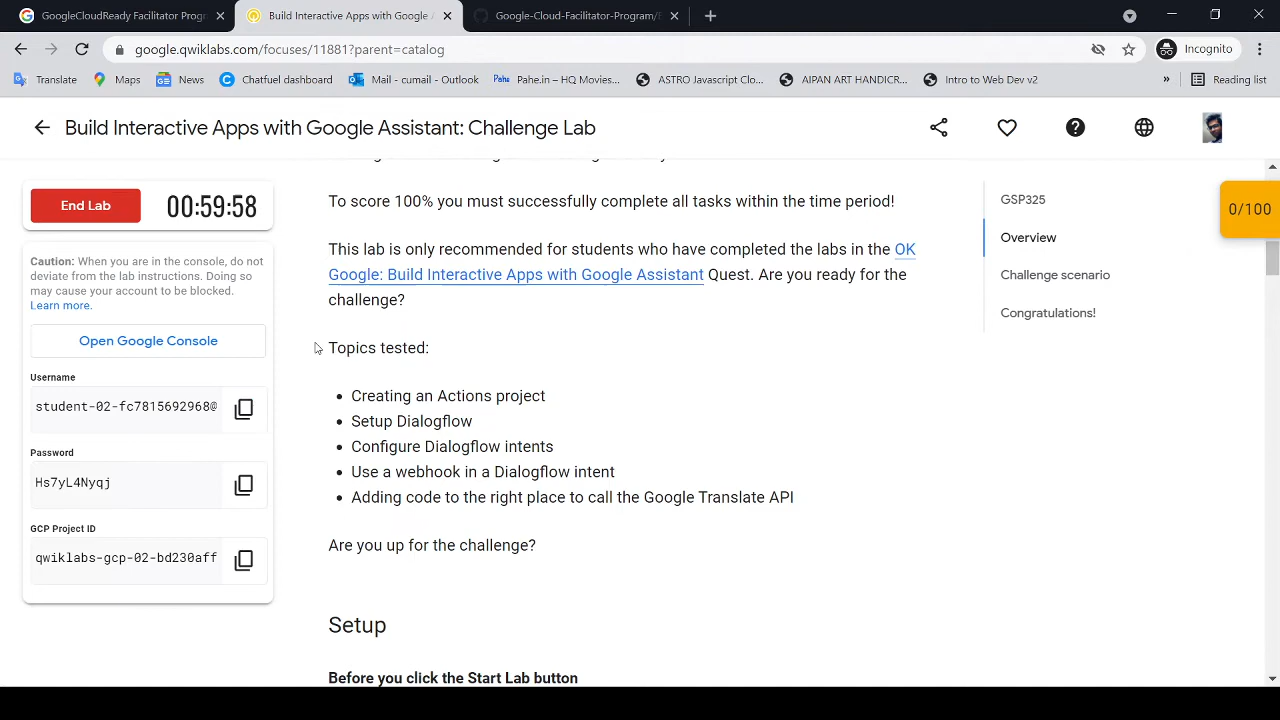 GoogleCloudReady Facilitator Progr
Build Interactive Apps with Google A
Google-Cloud-Facilitator-Program/B
google.qwiklabs.com/focuses/11881?parent=catalog
Incognito
Translate
Maps
News
Chatfuel dashboard
Mail - cumail - Outlook
Pahe.in – HQ Movies...
ASTRO Javascript Clo...
AIPAN ART HANDICR...
Intro to Web Dev v2
»
Reading list
Build Interactive Apps with Google Assistant: Challenge Lab
End Lab
00:59:58
Caution: When you are in the console, do not
deviate from the lab instructions. Doing so
may cause your account to be blocked.
Learn more.
Open Google Console
Username
student-02-fc7815692968@
Password
Hs7yL4Nyqj
GCP Project ID
qwiklabs-gcp-02-bd230aff
To score 100% you must successfully complete all tasks within the time period!
This lab is only recommended for students who have completed the labs in the OK
Google: Build Interactive Apps with Google Assistant Quest. Are you ready for the
challenge?
Topics tested:
• Creating an Actions project
• Setup Dialogflow
• Configure Dialogflow intents
• Use a webhook in a Dialogflow intent
• Adding code to the right place to call the Google Translate API
Are you up for the challenge?
Setup
Before you click the Start Lab button
GSP325
Overview
Challenge scenario
Congratulations!
0/100